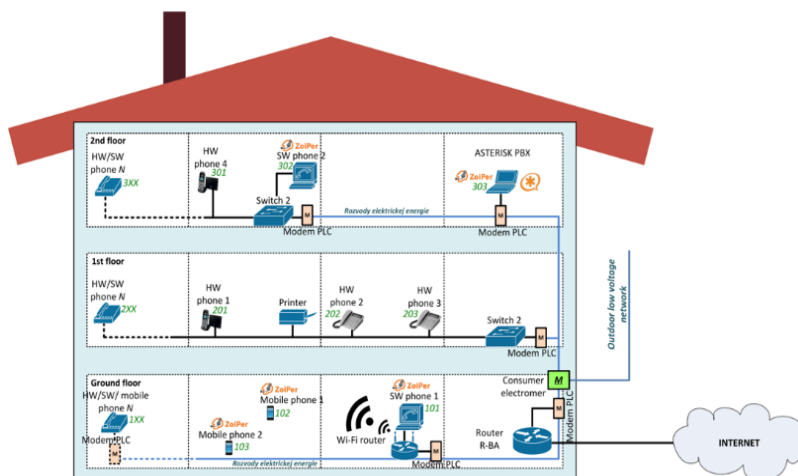 2nd floor
HW/SW
phone N
3XX
HW
phone 4
301
ZoiPer
SW phone 2
302
Switch 2
M
Modem PLC
Rozvody elektrickej energie
ASTERISK PBX
ZoiPer
303
M
Modem PLC
1st floor
HW/SW
phone N
2XX
HW
phone 1
201
Printer
HW
phone 2
202
HW
phone 3
203
Switch 2
M
Modem PLC
Outdoor low voltage
network
Ground floor
HW/SW/ mobile
phone N
1XX
Modem PLC
M
ZoiPer
Mobile phone 1
102
ZoiPer
Mobile phone 2
103
Rozvody elektrickej energie
Wi-Fi router
ZoiPer
SW phone 1
101
M
Modem PLC
Consumer
electromer
M
M
Modem PLC
Router
R-BA
INTERNET